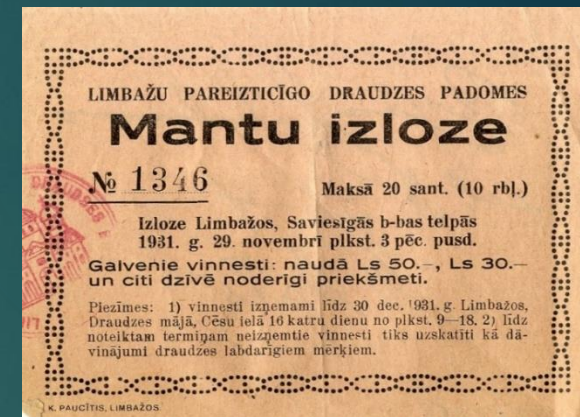 LIMBAŽU PAREIZTICĪGO DRAUDZES PADOMES
Mantu izloze
№ 1346
Maksā 20 sant. (10 rbļ.)
Izloze Limbažos, Saviesīgās b-bas telpās
1931. g. 29. novembrī plkst. 3 pēc. pusd.
Galvenie vinnesti: naudā Ls 50.–, Ls 30.—
un citi dzīvē noderīgi priekšmeti.
Piezīmes: 1) vinnesti izņemami līdz 30 dec. 1931. g. Limbažos,
Draudzes mājā, Cēsu ielā 16 katru dienu no plkst. 9—18. 2) līdz
noteiktam termiņam neizņemtie vinnesti tiks uzskatīti kā dā-
vinājumi draudzes labdarīgiem mērķiem.
K. PAUCĪTIS, LIMBAŽOS
DRAUDZES